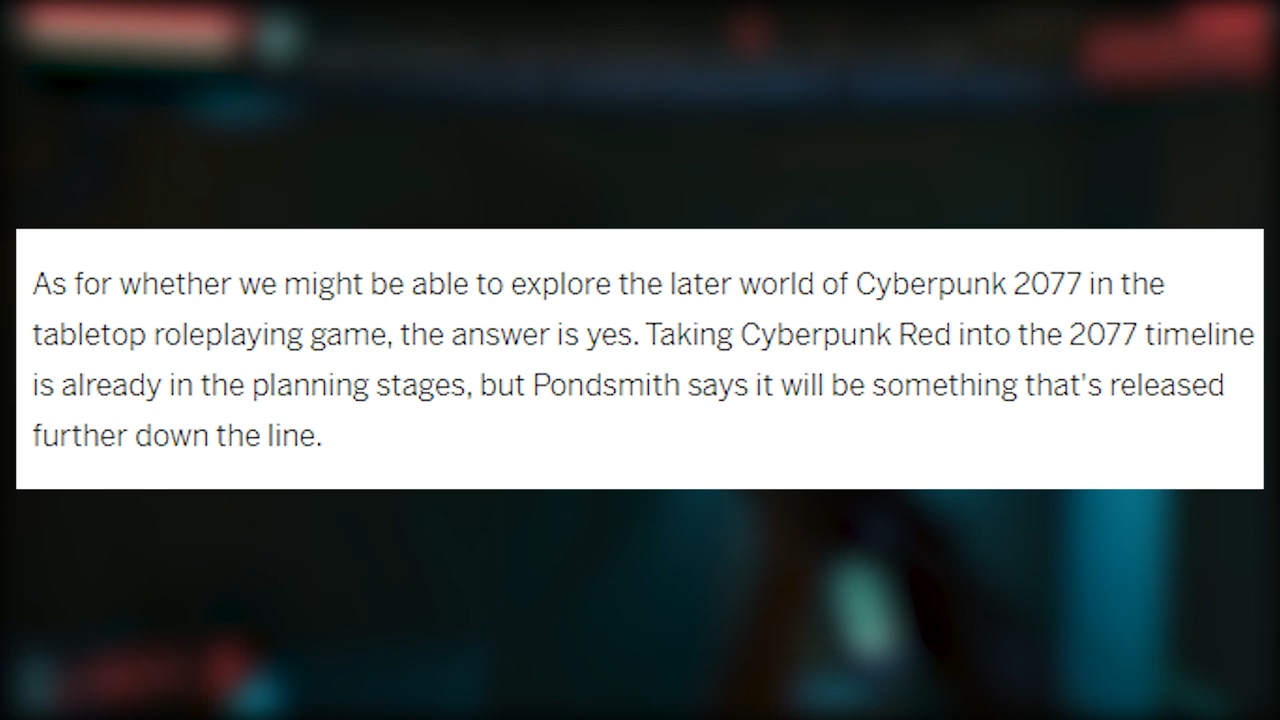 As for whether we might be able to explore the later world of Cyberpunk 2077 in the
tabletop roleplaying game, the answer is yes. Taking Cyberpunk Red into the 2077 timeline
is already in the planning stages, but Pondsmith says it will be something that's released
further down the line.